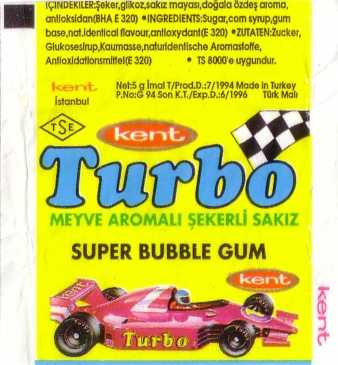 İÇİNDEKİLER:Şeker,glikoz,sakız mayası,doğala özdeş aroma,
antioksidan(BHA E 320) •INGREDIENTS:Sugar,corn syrup,gum
base,nat.identical flavour,antioxydant(E 320) •ZUTATEN:Zucker,
Glukosesirup,Kaumasse,naturidentische Aromastoffe,
Antioxidationsmittel(E 320) • TS 8000'e uygundur.
kent Net:5 g İmal T/Prod.D.:7/1994 Made in Turkey
İstanbul P.No:G 94 Son K.T./Exp.D.:6/1996 Türk Malı
TSE
kent
Turbo
MEYVE AROMALI ŞEKERLİ SAKIZ
SUPER BUBBLE GUM
kent
kent
Turbo